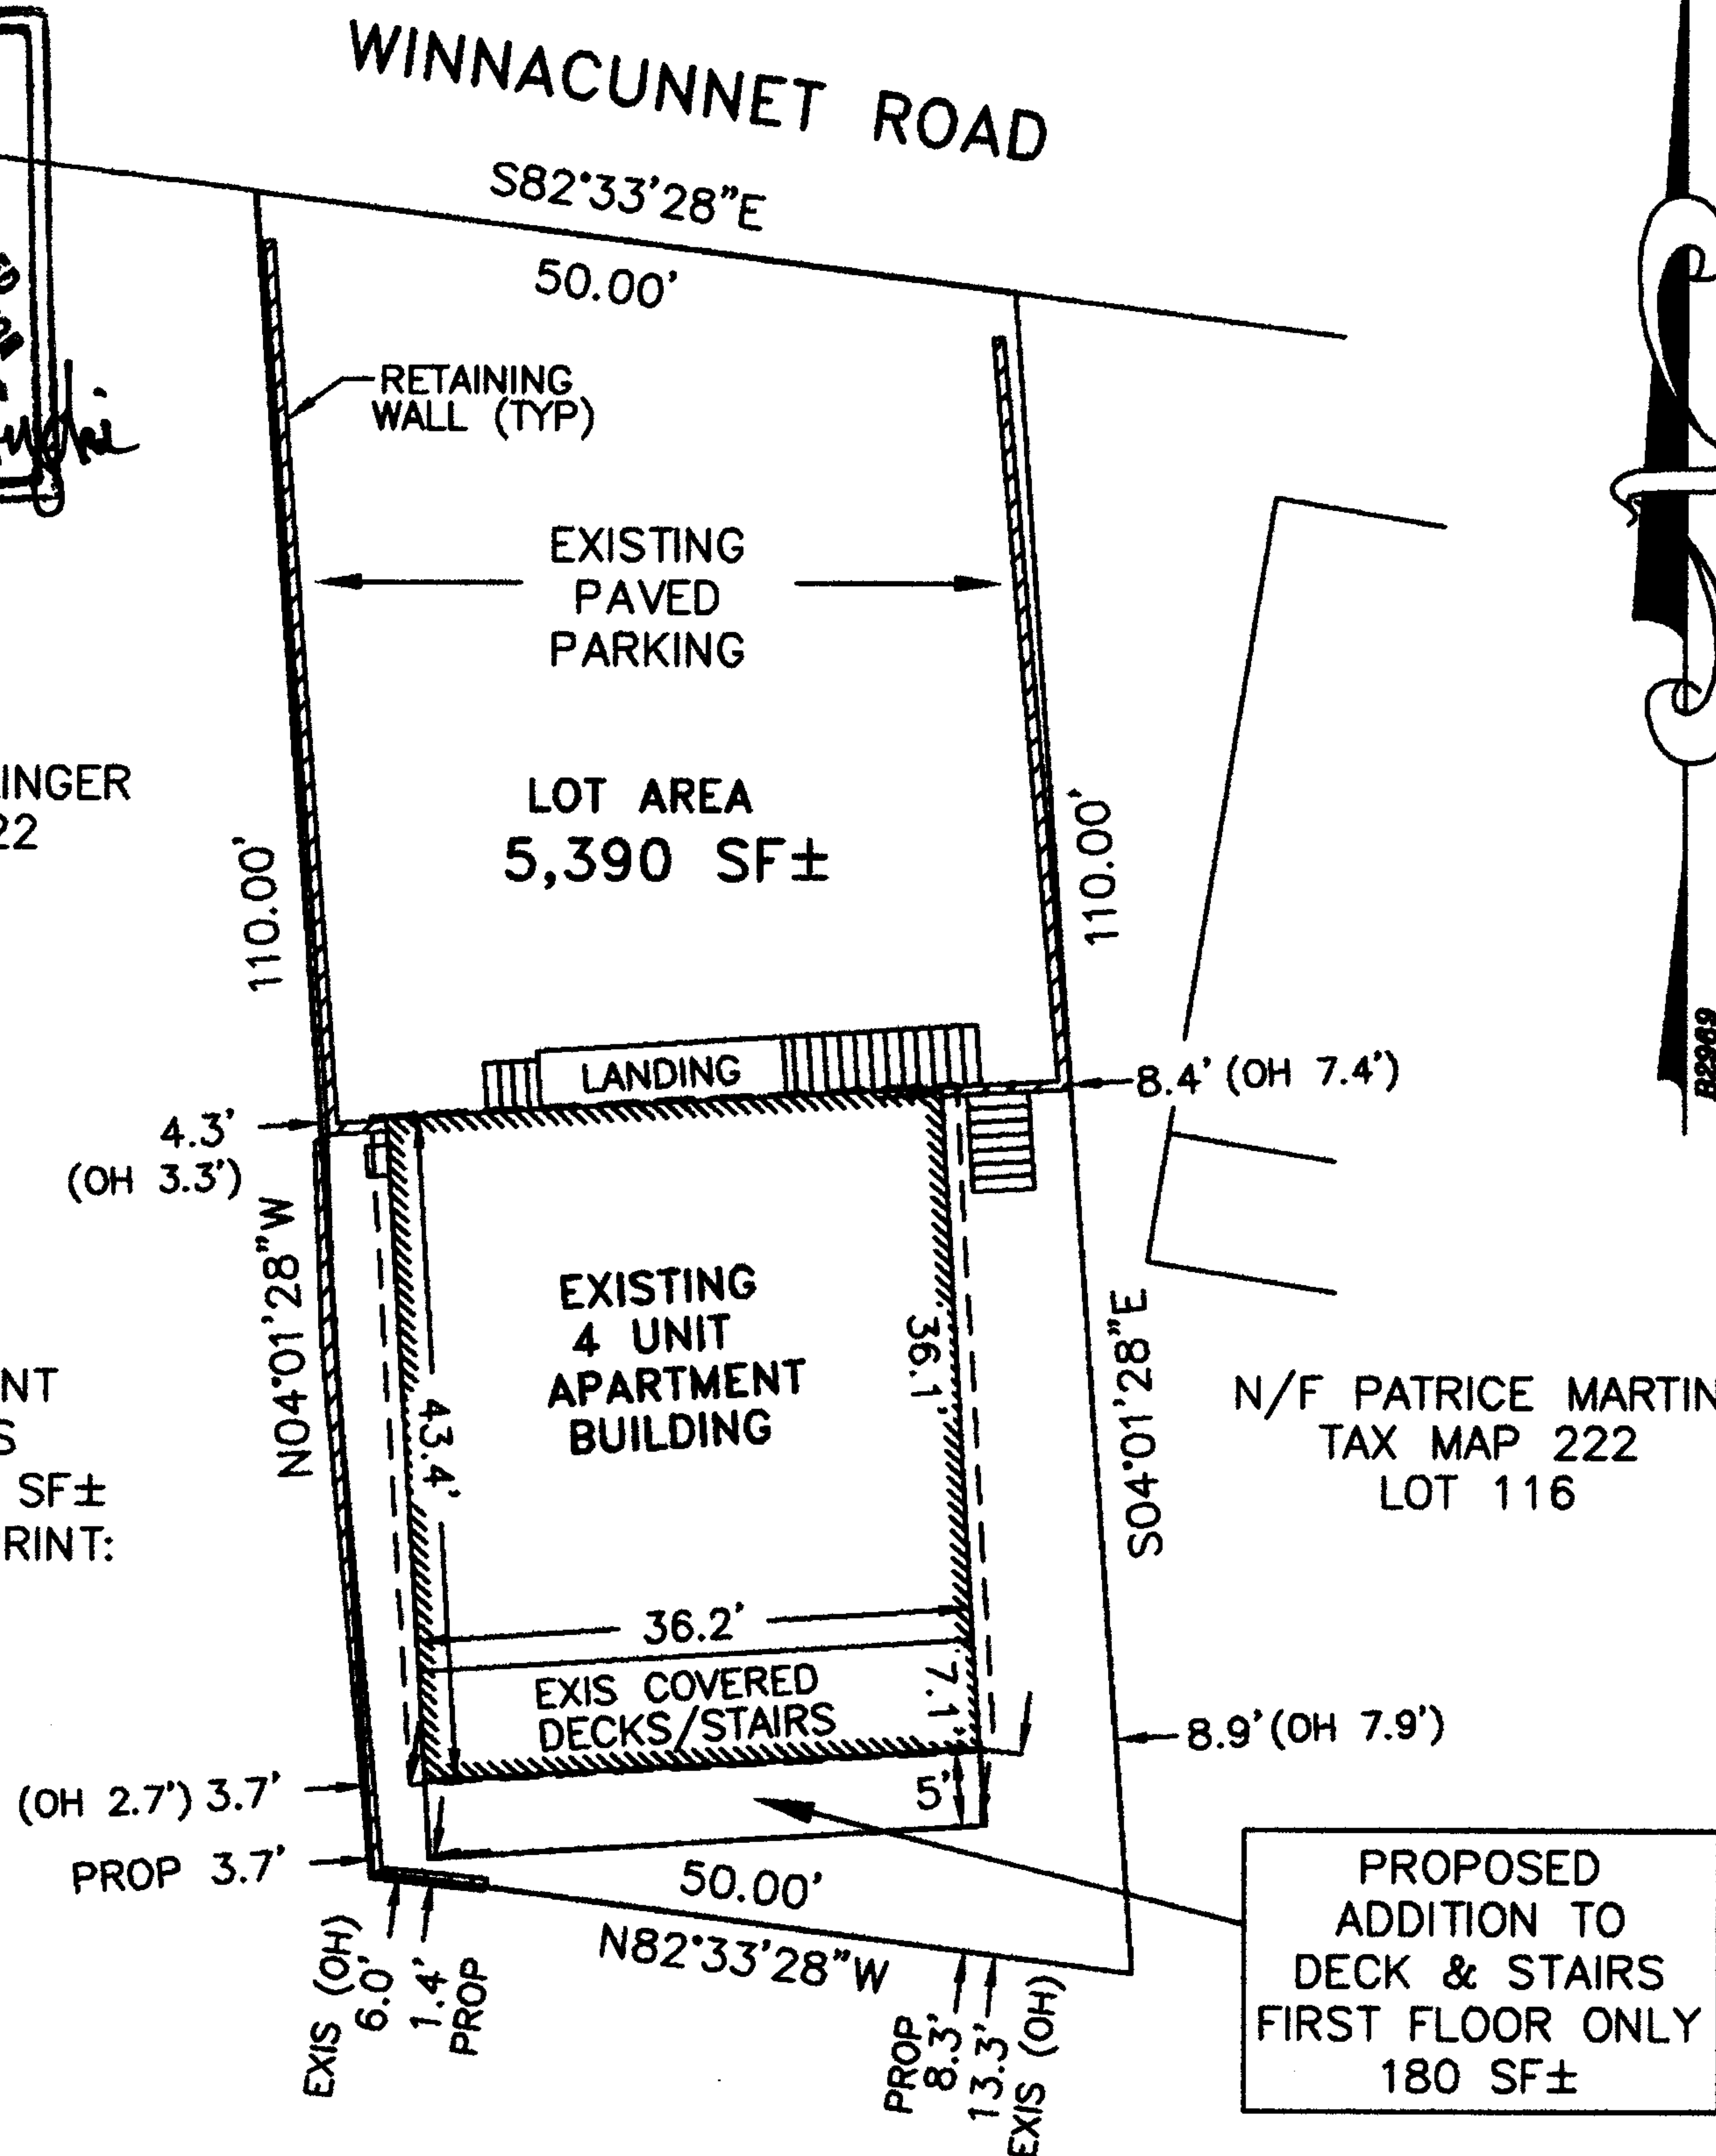 WINNACUNNET ROAD
S82°33'28"E
50.00'
RETAINING
WALL (TYP)
EXISTING
PAVED
PARKING
INGER
22
LOT AREA
5,390 SF±
110.00'
110.00'
LANDING
8.4' (OH 7.4')
4.3'
(OH 3.3')
B2969
N04°01'28"W
EXISTING
4 UNIT
APARTMENT
BUILDING
36.1'
43.4'
S04°01'28"E
N/F PATRICE MARTIN
TAX MAP 222
LOT 116
NT
S
SF±
RINT:
36.2'
EXIS COVERED
DECKS/STAIRS
7.1'
8.9' (OH 7.9')
(OH 2.7') 3.7'
5'
PROP 3.7'
50.00'
N82°33'28"W
EXIS (OH)
6.0'
1.4'
PROP
PROP
8.3'
13.3'
EXIS (OH)
PROPOSED
ADDITION TO
DECK & STAIRS
FIRST FLOOR ONLY
180 SF±